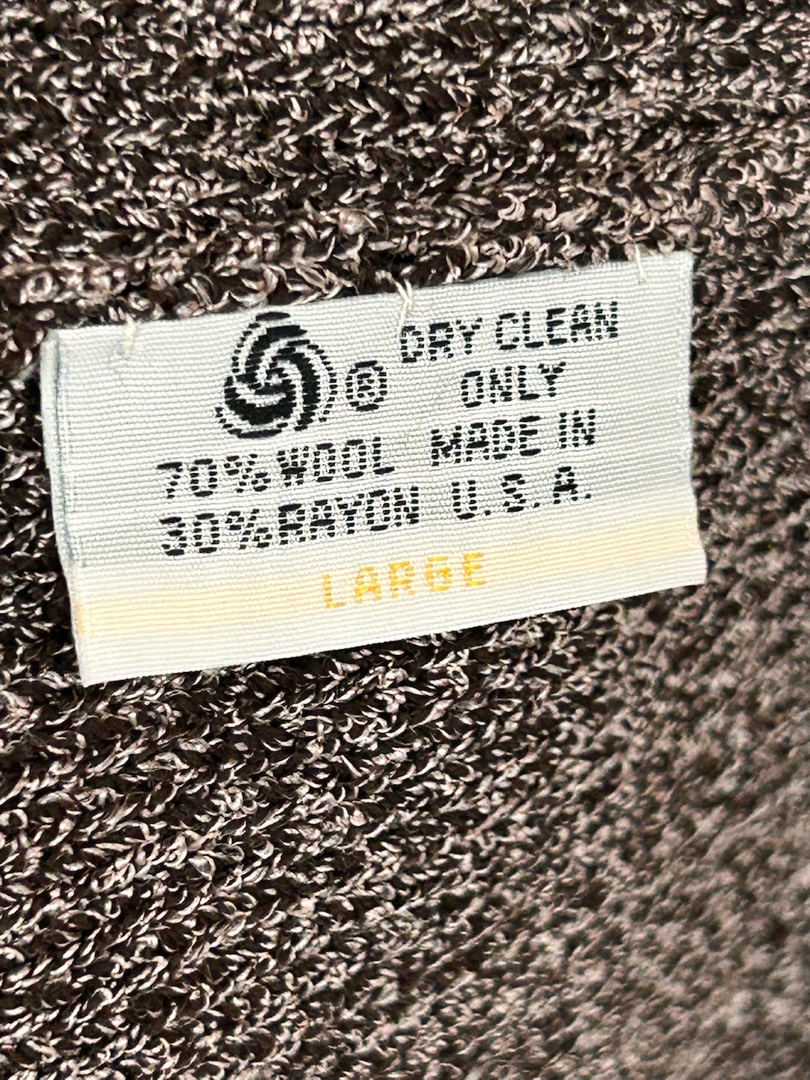 ® DRY CLEAN
ONLY
70% WOOL MADE IN
30% RAYON U.S.A.
LARGE